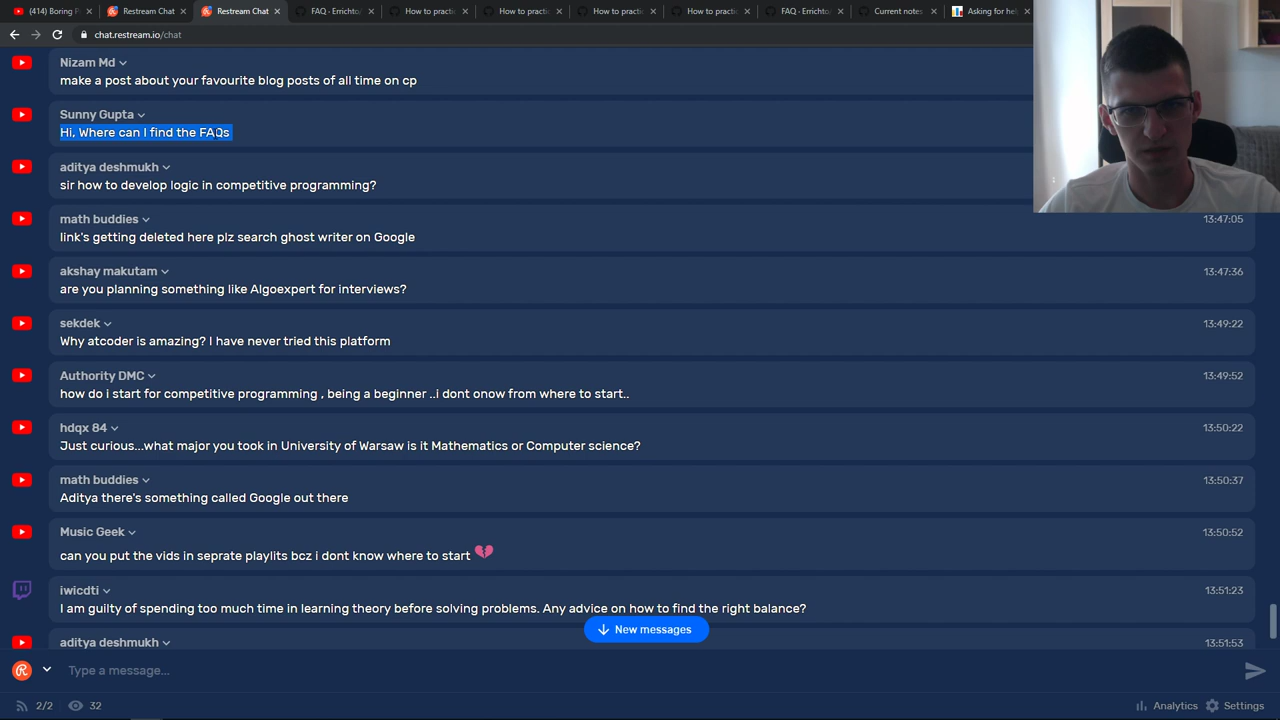 (414) Boring P
Restream Chat
Restream Chat
FAQ - Errichto/
How to practi
How to practi
How to practi
How to practi
FAQ - Errichto/
Current notes
Asking for hel
chat.restream.io/chat
Nizam Md
make a post about your favourite blog posts of all time on cp
Sunny Gupta
Hi, Where can I find the FAQs
aditya deshmukh
sir how to develop logic in competitive programming?
math buddies
13:47:05
link's getting deleted here plz search ghost writer on Google
akshay makutam
13:47:36
are you planning something like Algoexpert for interviews?
sekdek
13:49:22
Why atcoder is amazing? I have never tried this platform
Authority DMC
13:49:52
how do i start for competitive programming , being a beginner ..i dont onow from where to start..
hdqx 84
13:50:22
Just curious...what major you took in University of Warsaw is it Mathematics or Computer science?
math buddies
13:50:37
Aditya there's something called Google out there
Music Geek
13:50:52
can you put the vids in seprate playlits bcz i dont know where to start
iwicdti
13:51:23
I am guilty of spending too much time in learning theory before solving problems. Any advice on how to find the right balance?
New messages
aditya deshmukh
13:51:53
Type a message...
2/2
32
Analytics
Settings